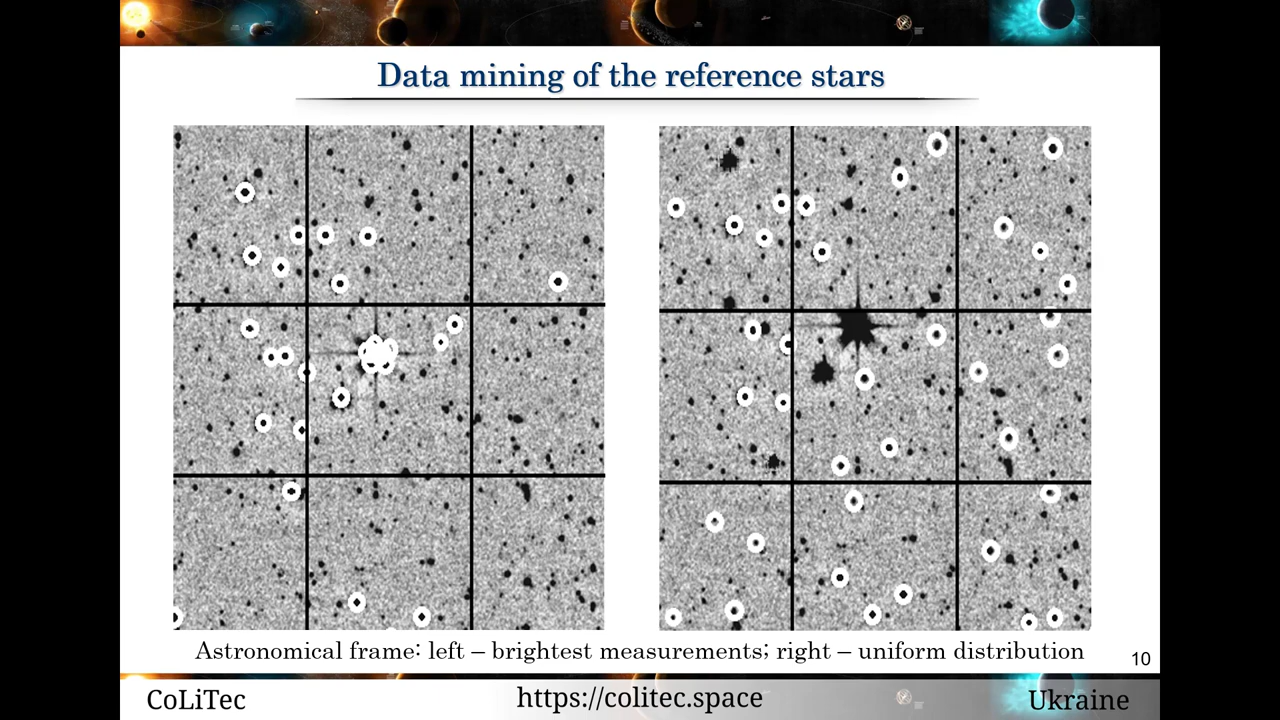 Data mining of the reference stars
Astronomical frame: left – brightest measurements; right – uniform distribution
10
CoLiTec
https://colitec.space
Ukraine